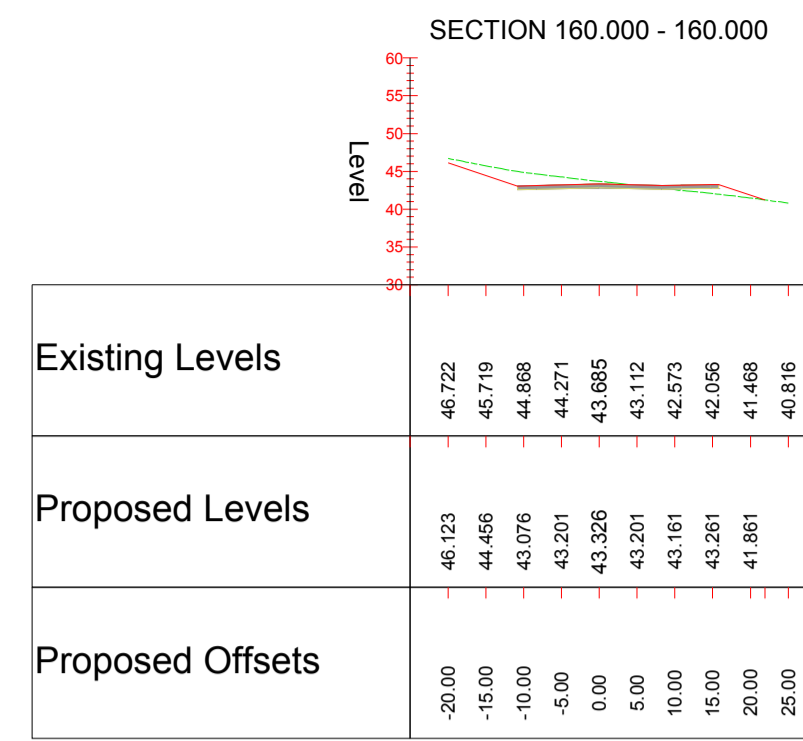 SECTION 160.000 - 160.000
60
55
50
45
40
35
30
Level
Existing Levels
46.722 45.719 44.868 44.271 43.685 43.112 42.573 42.056 41.468 40.816
Proposed Levels
46.123 44.456 43.076 43.201 43.326 43.201 43.161 43.261 41.861
Proposed Offsets
-20.00 -15.00 -10.00 -5.00 0.00 5.00 10.00 15.00 20.00 25.00